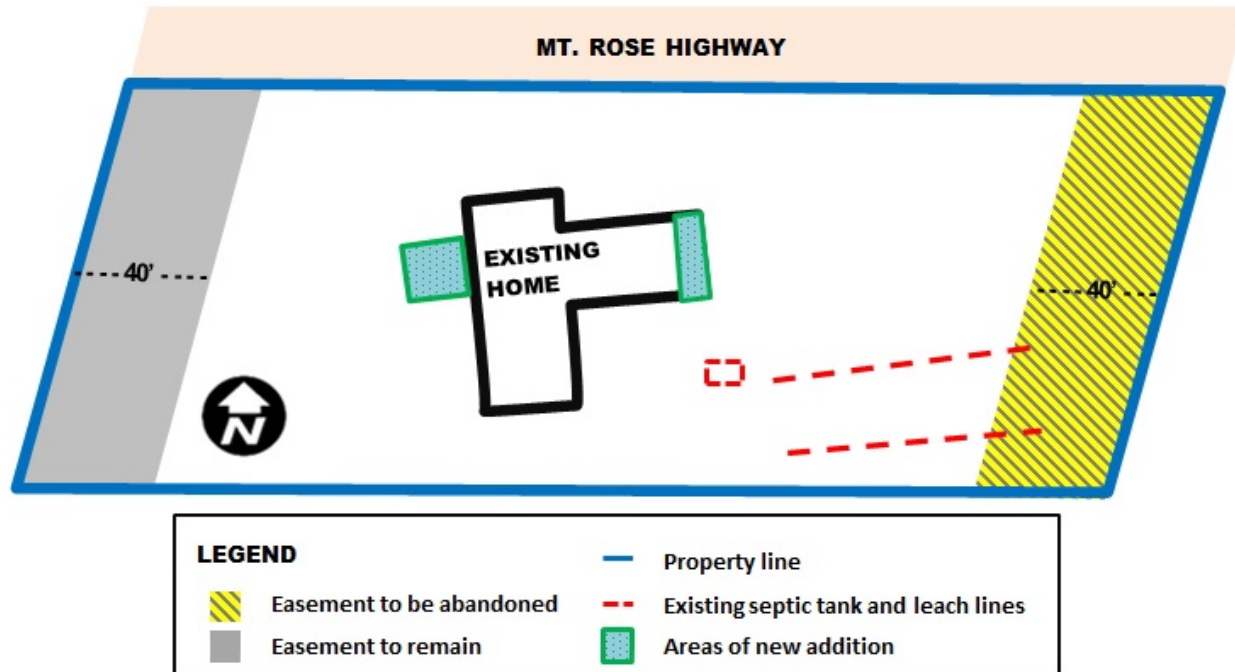 MT. ROSE HIGHWAY
EXISTING
HOME
40'
40'
N
LEGEND
Property line
Easement to be abandoned
Existing septic tank and leach lines
Easement to remain
Areas of new addition